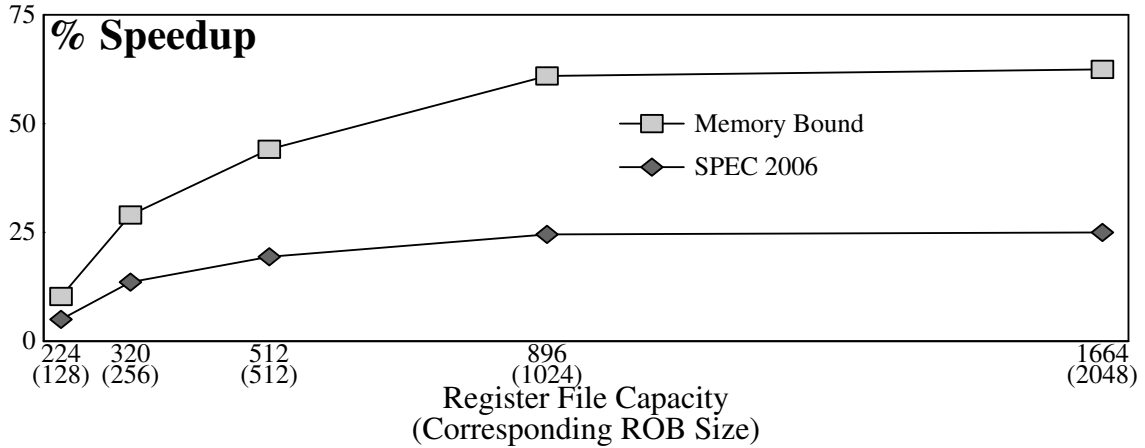 75
% Speedup
50
Memory Bound
SPEC 2006
25
0
224 320 512 896 1664
(128) (256) (512) (1024) (2048)
Register File Capacity
(Corresponding ROB Size)